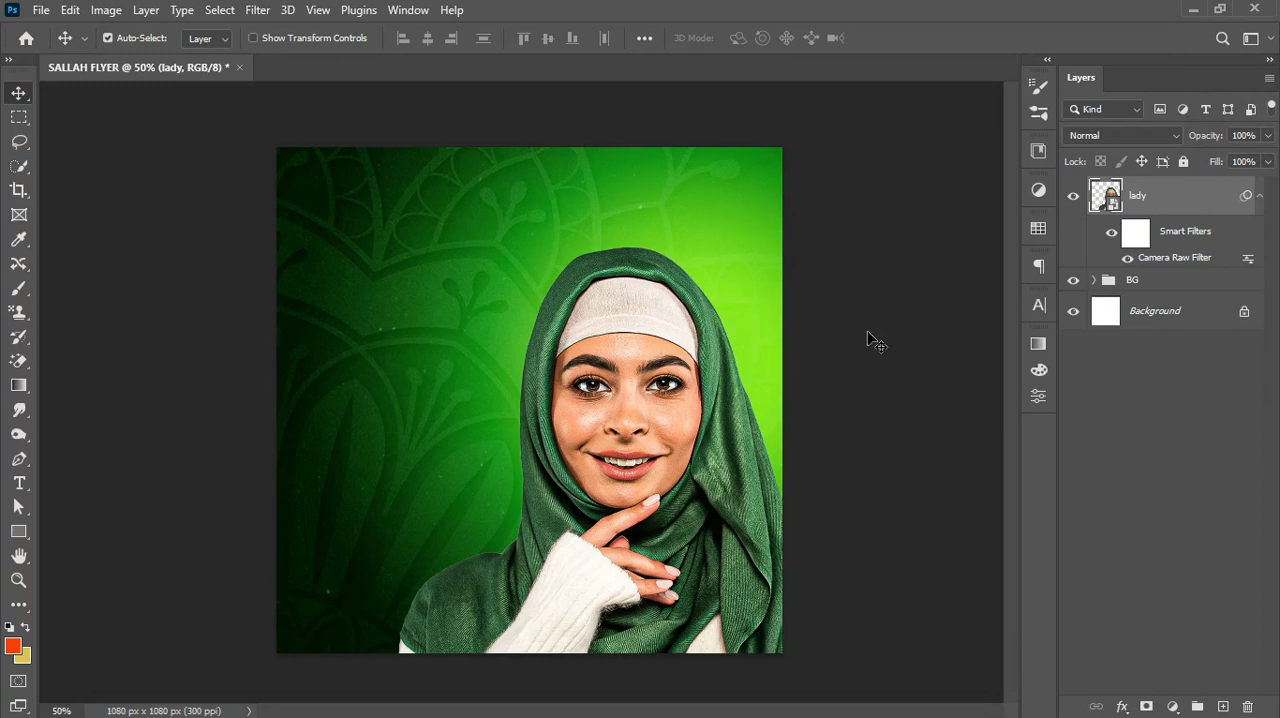 Ps File Edit Image Layer Type Select Filter 3D View Plugins Window Help
Auto-Select: Layer Show Transform Controls 3D Mode:
SALLAH FLYER @ 50% (lady, RGB/8) *
Layers
Kind
Normal Opacity: 100%
Lock: Fill: 100%
lady
Smart Filters
Camera Raw Filter
BG
Background
50% 1080 px x 1080 px (300 ppi)